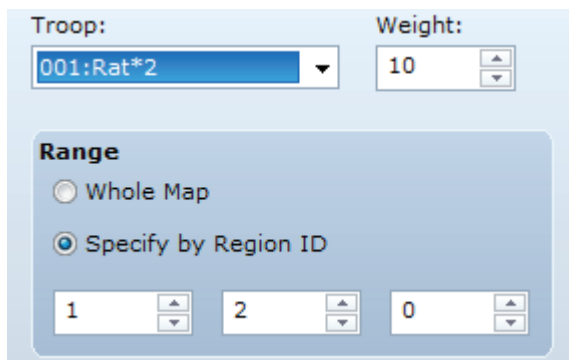 Troop: Weight:
001:Rat*2 10
Range
Whole Map
Specify by Region ID
1 2 0